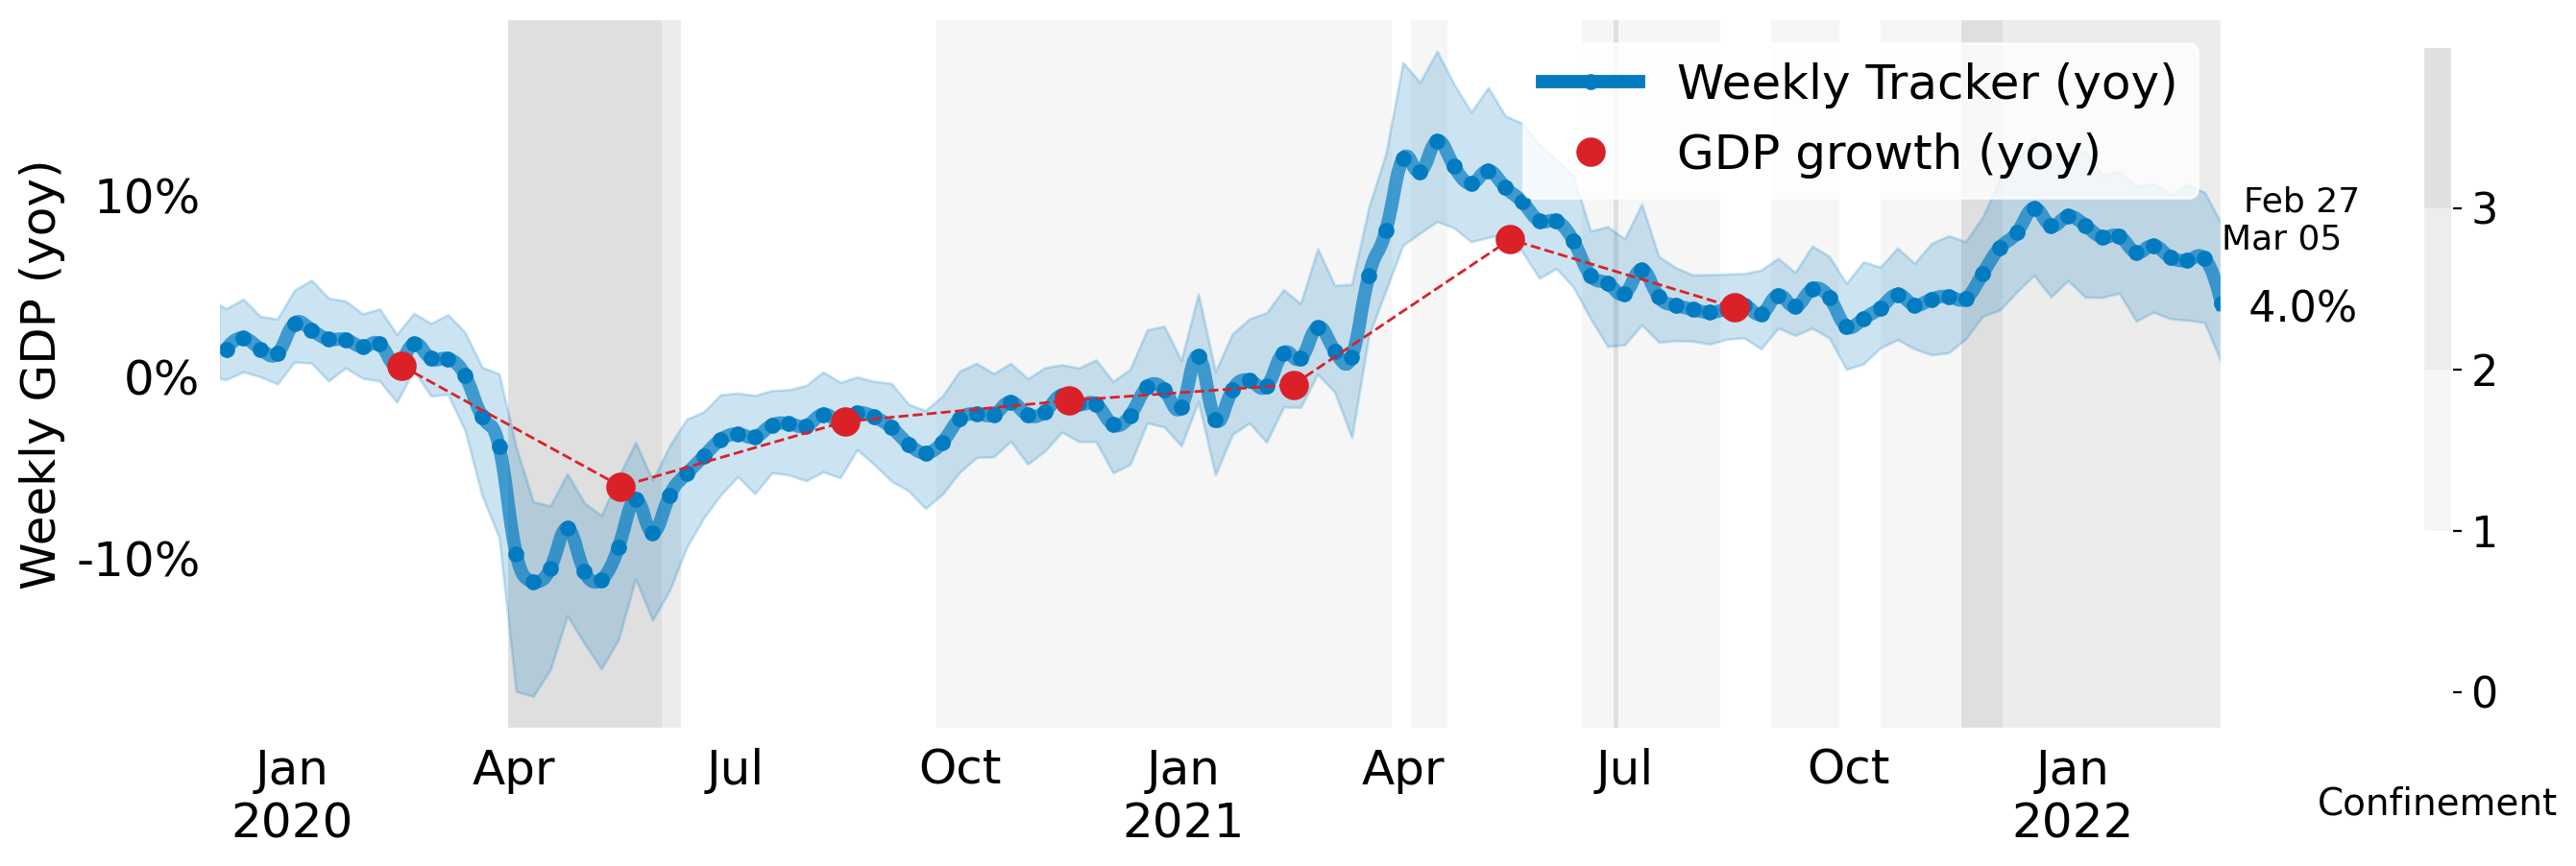 Weekly GDP (yoy)
10%
0%
-10%
Weekly Tracker (yoy)
GDP growth (yoy)
Feb 27
Mar 05
4.0%
3
2
1
0
Jan Apr Jul Oct Jan Apr Jul Oct Jan
2020 2021 2022
Confinement